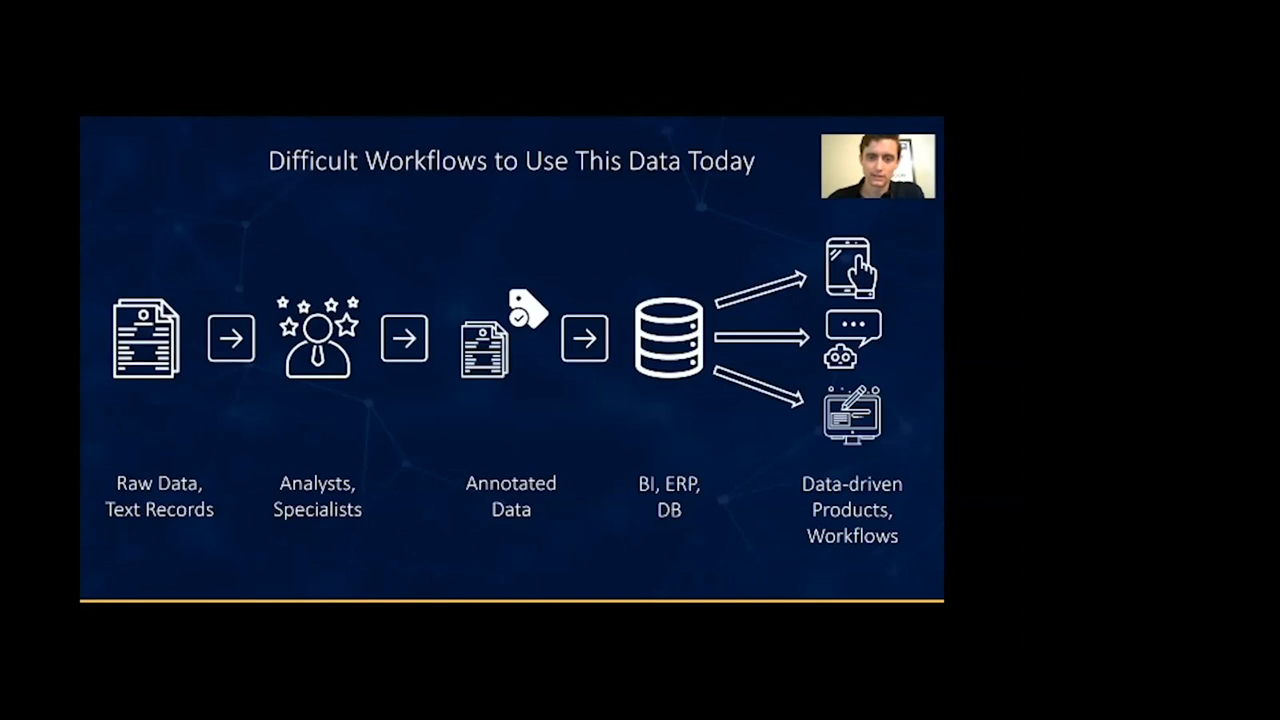 Difficult Workflows to Use This Data Today
Raw Data,
Text Records
Analysts,
Specialists
Annotated
Data
BI, ERP,
DB
Data-driven
Products,
Workflows